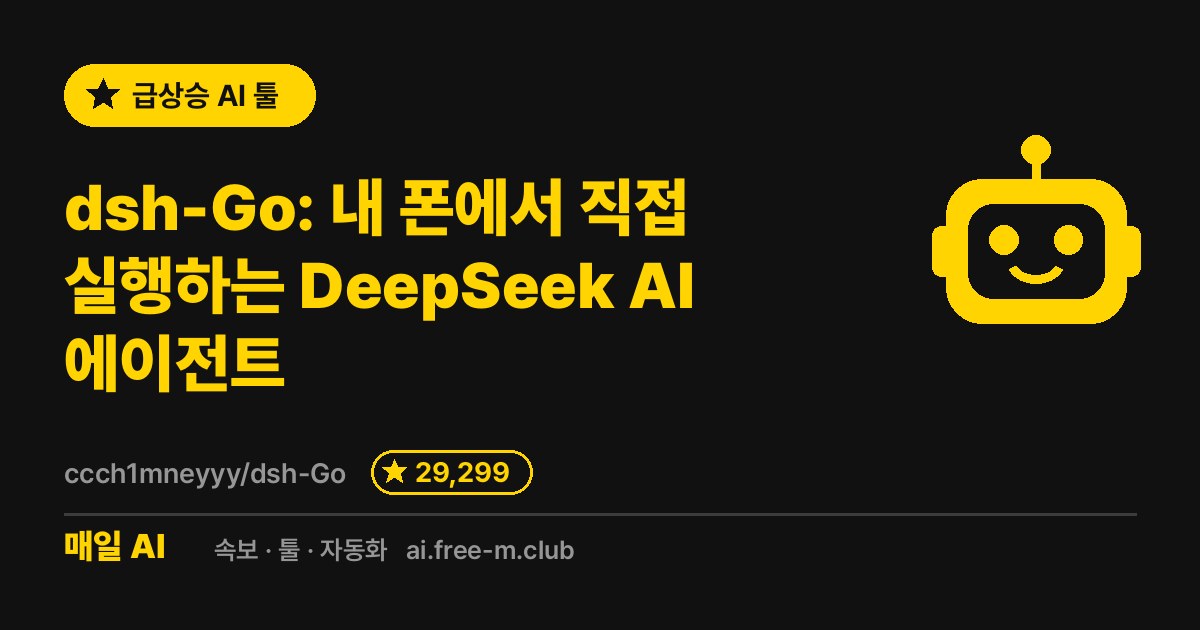 급상승 AI 툴
dsh-Go: 내 폰에서 직접
실행하는 DeepSeek AI
에이전트
ccch1mneyyy/dsh-Go ★ 29,299
매일 AI 속보 · 툴 · 자동화 ai.free-m.club